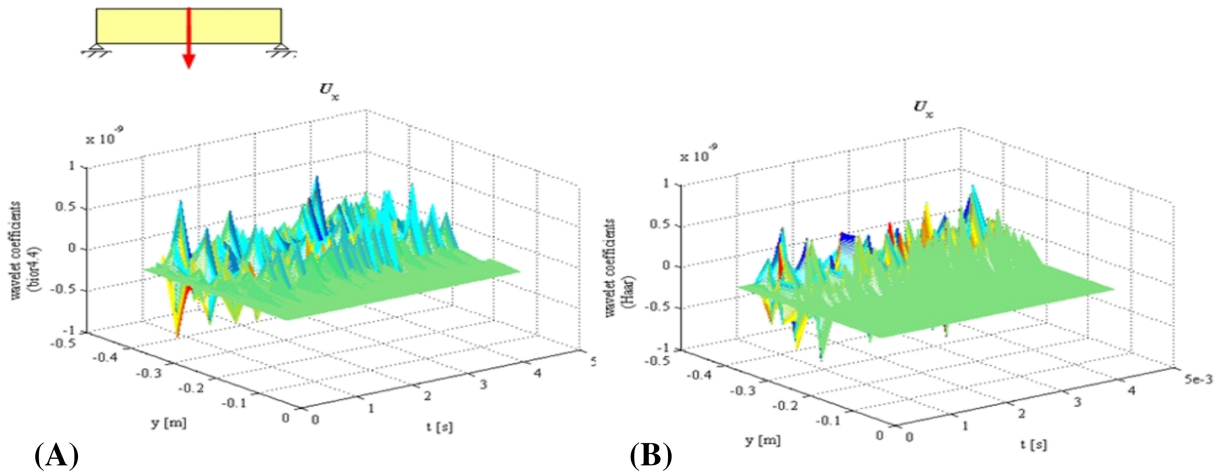 U_x
x 10^-9
1
0.5
0
-0.5
-1
wavelet coefficients
(bior4.4)
-0.5
-0.4
-0.3
-0.2
-0.1
0
y [m]
0
1
2
3
4
t [s]
(A)
U_x
x 10^-9
1
0.5
0
-0.5
-1
wavelet coefficients
(Haar)
-0.5
-0.4
-0.3
-0.2
-0.1
0
y [m]
0
1
2
3
4
5e-3
t [s]
(B)